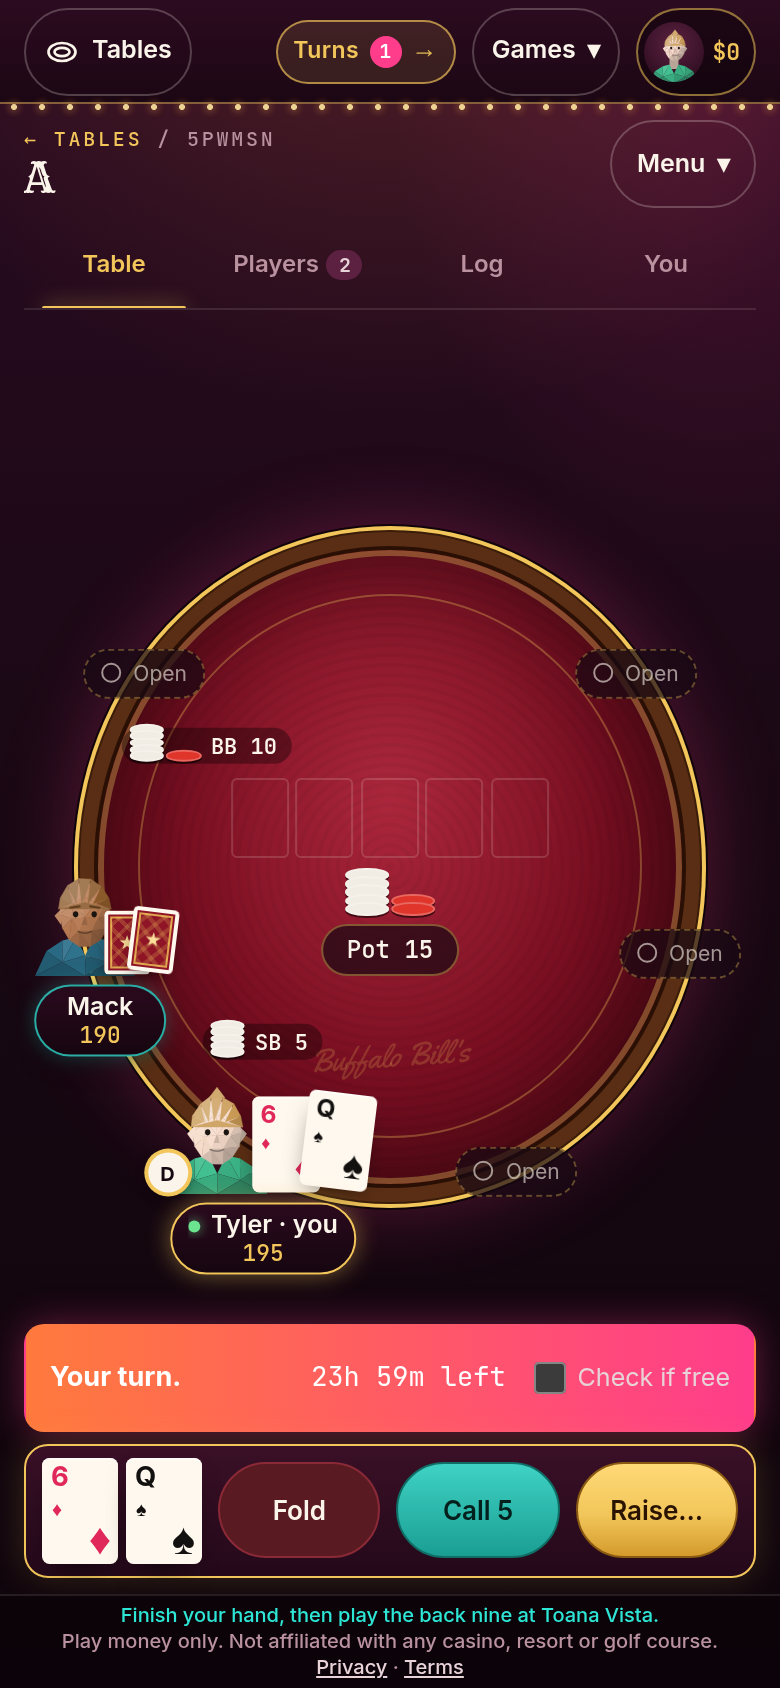 Tables
Turns 1 →
Games ▼
$0
← TABLES / 5PWMSN
A
Menu ▼
Table
Players 2
Log
You
Open
Open
BB 10
Pot 15
Open
Mack
190
SB 5
Buffalo Bill's
6
Q
D
Open
Tyler · you
195
Your turn.
23h 59m left
Check if free
6
Q
Fold
Call 5
Raise...
Finish your hand, then play the back nine at Toana Vista.
Play money only. Not affiliated with any casino, resort or golf course.
Privacy · Terms